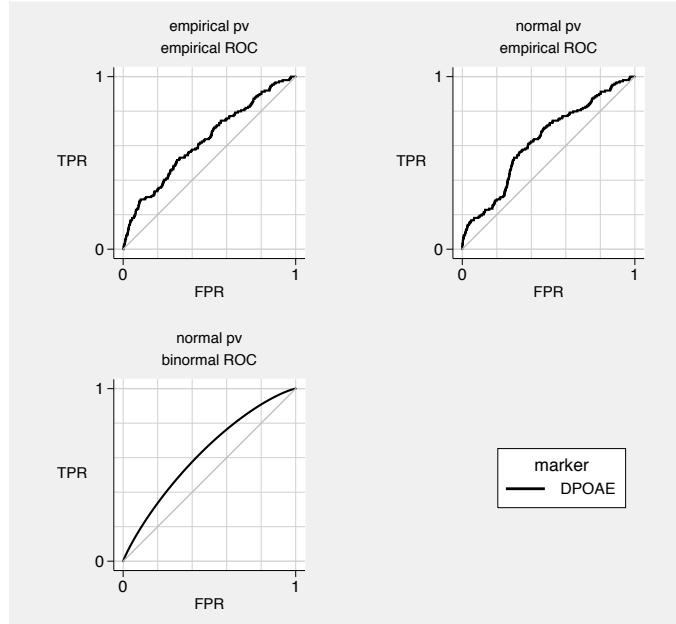 empirical pv
empirical ROC
1
TPR
0
0
1
FPR
normal pv
empirical ROC
1
TPR
0
0
1
FPR
normal pv
binormal ROC
1
TPR
0
0
1
FPR
marker
DPOAE